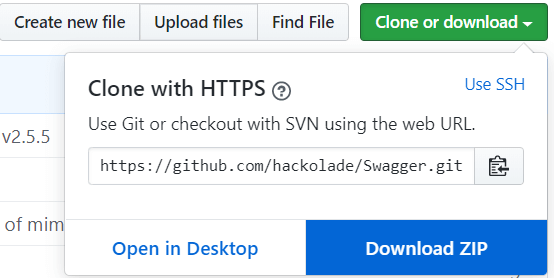 Create new file
Upload files
Find File
Clone or download
Clone with HTTPS ?
Use SSH
Use Git or checkout with SVN using the web URL.
v2.5.5
https://github.com/hackolade/Swagger.git
of mim
Open in Desktop
Download ZIP